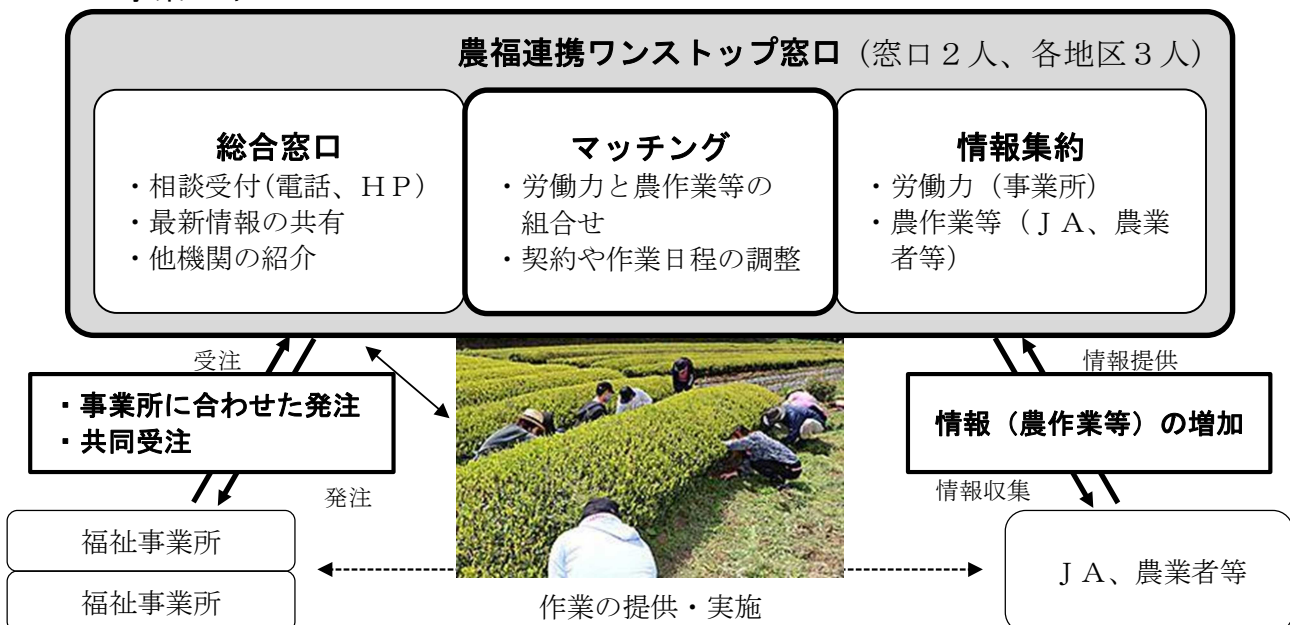 農福連携ワンストップ窓口（窓口２人、各地区３人）
総合窓口
・相談受付(電話、ＨＰ)
・最新情報の共有
・他機関の紹介
マッチング
・労働力と農作業等の
組合せ
・契約や作業日程の調整
情報集約
・労働力（事業所）
・農作業等（ＪＡ、農業
者等）
受注
情報提供
・事業所に合わせた発注
・共同受注
情報（農作業等）の増加
発注
情報収集
福祉事業所
福祉事業所
ＪＡ、農業者等
作業の提供・実施